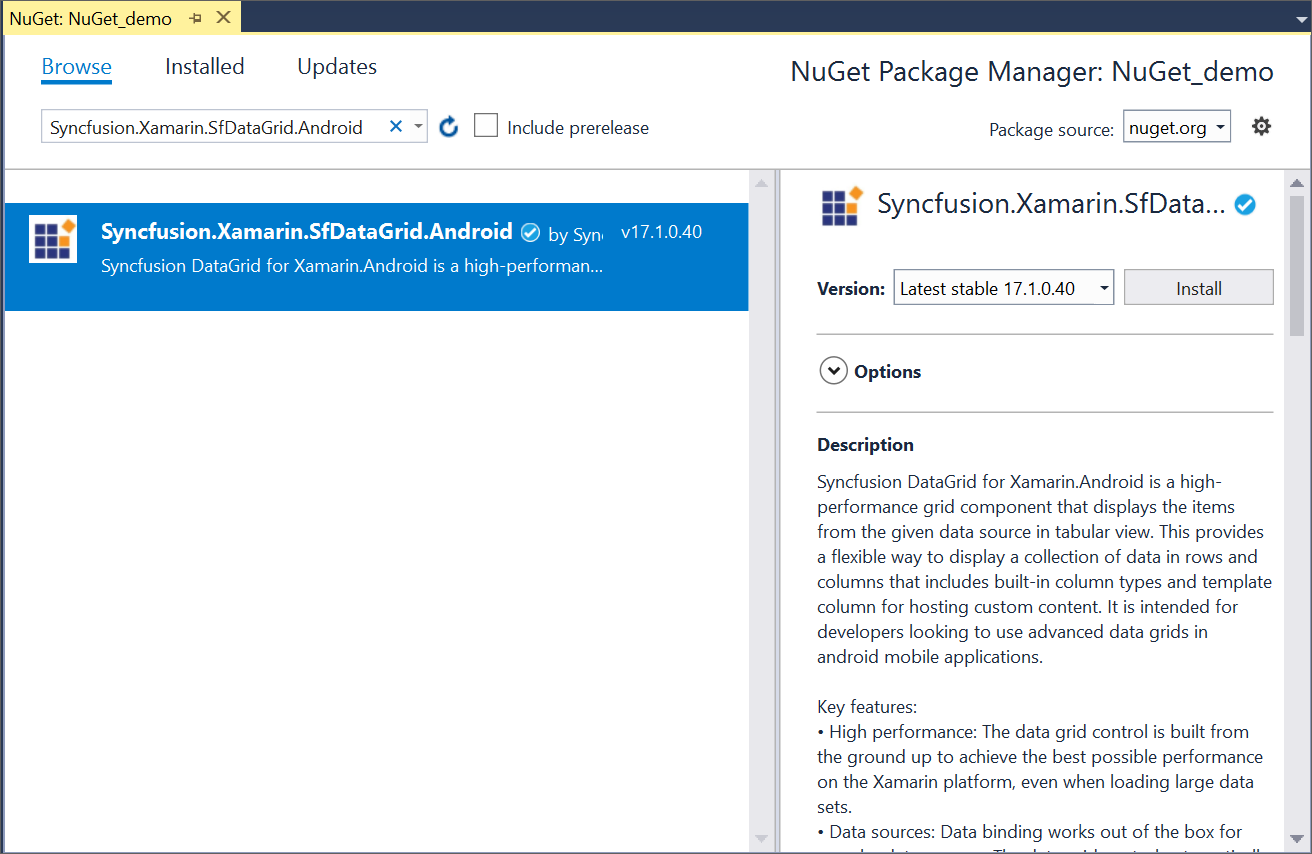 NuGet: NuGet_demo
Browse Installed Updates
NuGet Package Manager: NuGet_demo
Syncfusion.Xamarin.SfDataGrid.Android
Include prerelease
Package source: nuget.org
Syncfusion.Xamarin.SfDataGrid.Android by Sync v17.1.0.40
Syncfusion DataGrid for Xamarin.Android is a high-performan...
Syncfusion.Xamarin.SfData...
Version: Latest stable 17.1.0.40 Install
Options
Description
Syncfusion DataGrid for Xamarin.Android is a high-
performance grid component that displays the items
from the given data source in tabular view. This provides
a flexible way to display a collection of data in rows and
columns that includes built-in column types and template
column for hosting custom content. It is intended for
developers looking to use advanced data grids in
android mobile applications.
Key features:
• High performance: The data grid control is built from
the ground up to achieve the best possible performance
on the Xamarin platform, even when loading large data
sets.
• Data sources: Data binding works out of the box for